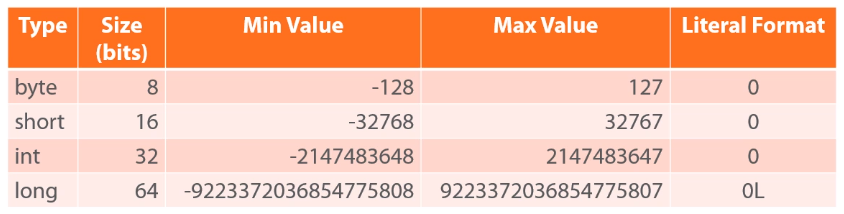 Type Size (bits) Min Value Max Value Literal Format
byte 8 -128 127 0
short 16 -32768 32767 0
int 32 -2147483648 2147483647 0
long 64 -9223372036854775808 9223372036854775807 0L